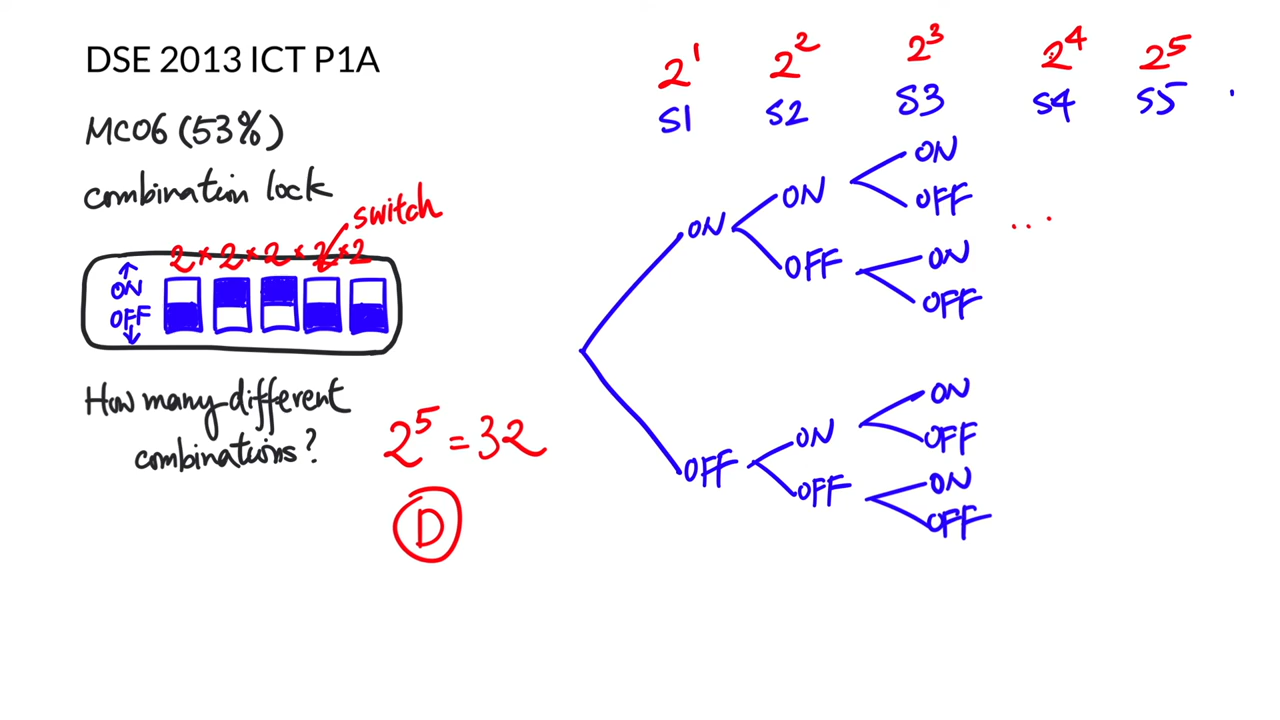 DSE 2013 ICT P1A
MC06 (53%)
combination lock
switch
2 × 2 × 2 × 2 × 2
ON
OFF
How many different
combinations?
2^5 = 32
D
2^1 2^2 2^3 2^4 2^5
S1 S2 S3 S4 S5 .
ON
ON
OFF
...
ON
ON
OFF
OFF
ON
ON
OFF
OFF
ON
ON
OFF
OFF
OFF